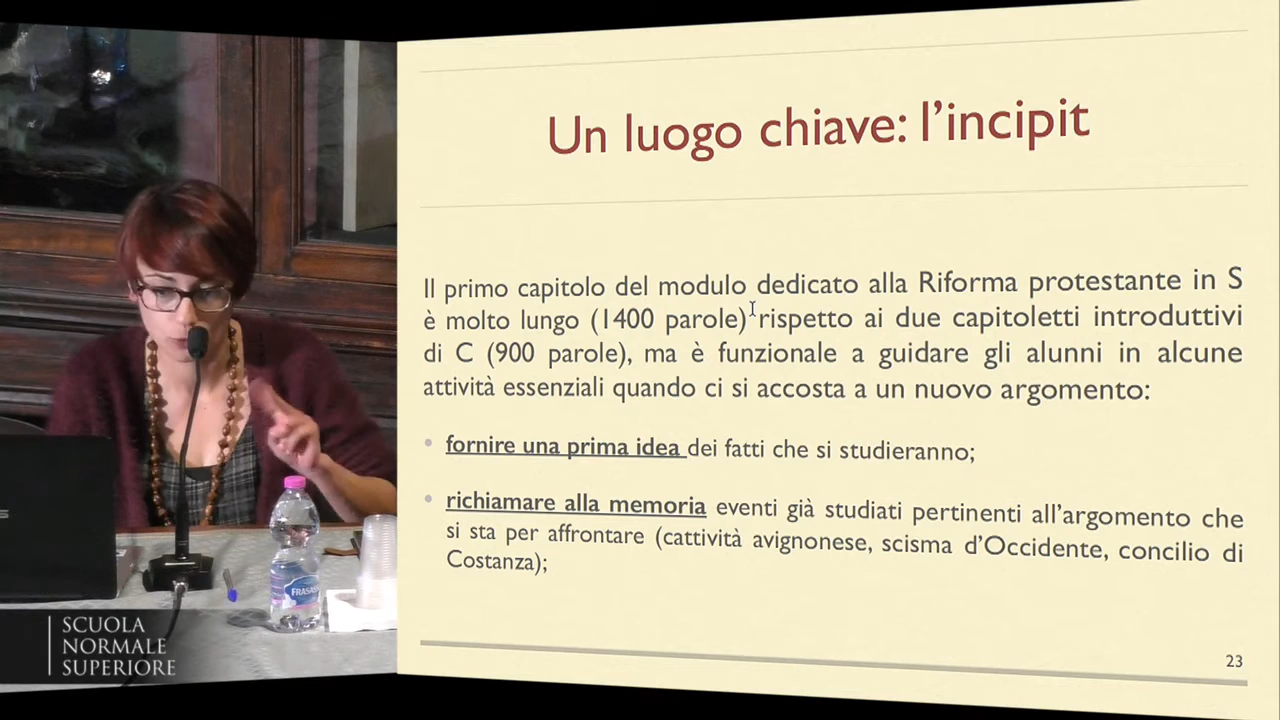 Un luogo chiave: l'incipit
Il primo capitolo del modulo dedicato alla Riforma protestante in S
è molto lungo (1400 parole) rispetto ai due capitoletti introduttivi
di C (900 parole), ma è funzionale a guidare gli alunni in alcune
attività essenziali quando ci si accosta a un nuovo argomento:
• fornire una prima idea dei fatti che si studieranno;
• richiamare alla memoria eventi già studiati pertinenti all'argomento che
si sta per affrontare (cattività avignonese, scisma d'Occidente, concilio di
Costanza);
23
SCUOLA
NORMALE
SUPERIORE